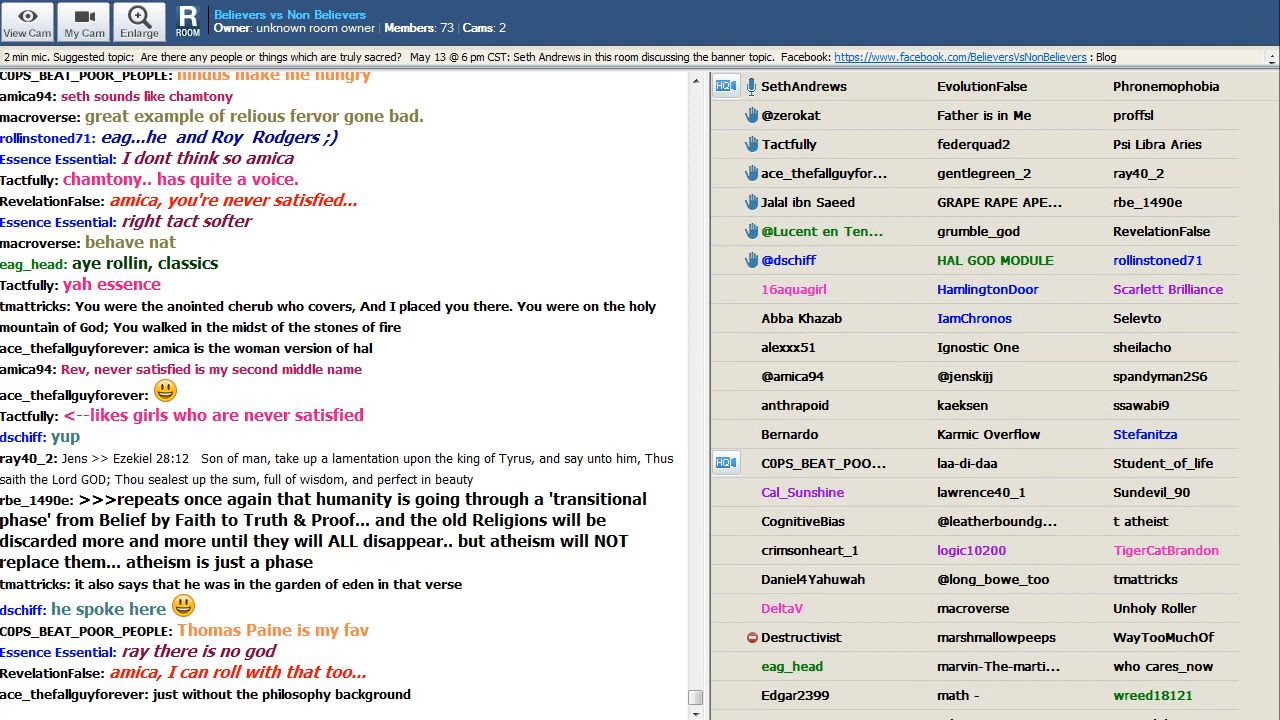 Believers vs Non Believers
Owner: unknown room owner | Members: 73 | Cams: 2
View Cam
My Cam
Enlarge
R
ROOM
2 min mic. Suggested topic: Are there any people or things which are truly sacred? May 13 @ 6 pm CST: Seth Andrews in this room discussing the banner topic. Facebook: https://www.facebook.com/BelieversVsNonBelievers : Blog
C0PS_BEAT_POOR_PEOPLE: hindus make me hungry
amica94: seth sounds like chamtony
macroverse: great example of relious fervor gone bad.
rollinstoned71: eag...he and Roy Rodgers ;)
Essence Essential: I dont think so amica
Tactfully: chamtony.. has quite a voice.
RevelationFalse: amica, you're never satisfied...
Essence Essential: right tact softer
macroverse: behave nat
eag_head: aye rollin, classics
Tactfully: yah essence
tmattricks: You were the anointed cherub who covers, And I placed you there. You were on the holy
mountain of God; You walked in the midst of the stones of fire
ace_thefallguyforever: amica is the woman version of hal
amica94: Rev, never satisfied is my second middle name
ace_thefallguyforever:
Tactfully: <--likes girls who are never satisfied
dschiff: yup
ray40_2: Jens >> Ezekiel 28:12 Son of man, take up a lamentation upon the king of Tyrus, and say unto him, Thus
saith the Lord GOD; Thou sealest up the sum, full of wisdom, and perfect in beauty
rbe_1490e: >>>repeats once again that humanity is going through a 'transitional
phase' from Belief by Faith to Truth & Proof... and the old Religions will be
discarded more and more until they will ALL disappear.. but atheism will NOT
replace them... atheism is just a phase
tmattricks: it also says that he was in the garden of eden in that verse
dschiff: he spoke here
C0PS_BEAT_POOR_PEOPLE: Thomas Paine is my fav
Essence Essential: ray there is no god
RevelationFalse: amica, I can roll with that too...
ace_thefallguyforever: just without the philosophy background
HQ SethAndrews EvolutionFalse Phronemophobia
@zerokat Father is in Me proffsl
Tactfully federquad2 Psi Libra Aries
ace_thefallguyfor... gentlegreen_2 ray40_2
Jalal ibn Saeed GRAPE RAPE APE... rbe_1490e
@Lucent en Ten... grumble_god RevelationFalse
@dschiff HAL GOD MODULE rollinstoned71
16aquagirl HamlingtonDoor Scarlett Brilliance
Abba Khazab IamChronos Selevto
alexxx51 Ignostic One sheilacho
@amica94 @jenskijj spandyman2S6
anthrapoid kaeksen ssawabi9
Bernardo Karmic Overflow Stefanitza
HQ C0PS_BEAT_POO... laa-di-daa Student_of_life
Cal_Sunshine lawrence40_1 Sundevil_90
CognitiveBias @leatherboundg... t atheist
crimsonheart_1 logic10200 TigerCatBrandon
Daniel4Yahuwah @long_bowe_too tmattricks
DeltaV macroverse Unholy Roller
Destructivist marshmallowpeeps WayTooMuchOf
eag_head marvin-The-marti... who cares_now
Edgar2399 math - wreed18121